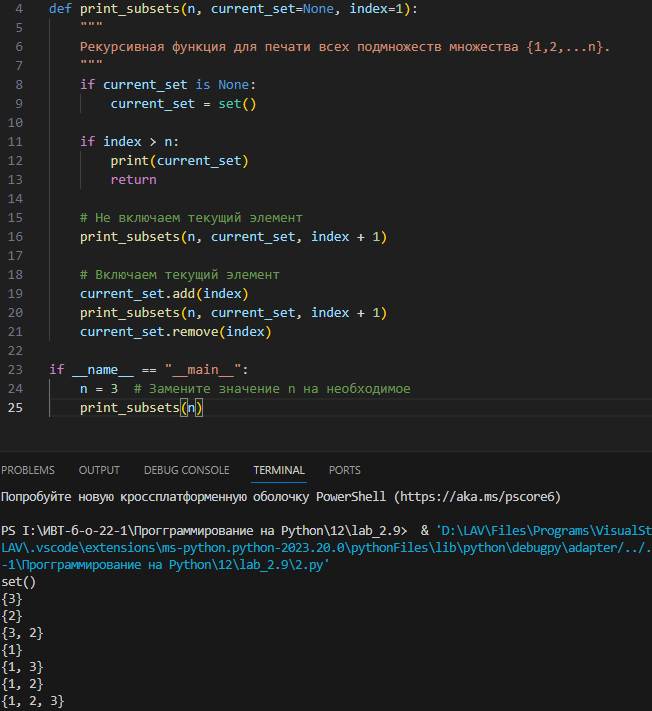 4 def print_subsets(n, current_set=None, index=1):
5     """
6     Рекурсивная функция для печати всех подмножеств множества {1,2,...n}.
7     """
8     if current_set is None:
9         current_set = set()
10
11     if index > n:
12         print(current_set)
13         return
14
15     # Не включаем текущий элемент
16     print_subsets(n, current_set, index + 1)
17
18     # Включаем текущий элемент
19     current_set.add(index)
20     print_subsets(n, current_set, index + 1)
21     current_set.remove(index)
22
23 if __name__ == "__main__":
24     n = 3  # Замените значение n на необходимое
25     print_subsets(n)
PROBLEMS OUTPUT DEBUG CONSOLE TERMINAL PORTS
Попробуйте новую кроссплатформенную оболочку PowerShell (https://aka.ms/pscore6)
PS I:\ИВТ-б-о-22-1\Прогграммирование на Python\12\lab_2.9>  & 'D:\LAV\Files\Programs\VisualSt
LAV\.vscode\extensions\ms-python.python-2023.20.0\pythonFiles\lib\python\debugpy\adapter/../.
-1\Прогграммирование на Python\12\lab_2.9\2.py'
set()
{3}
{2}
{3, 2}
{1}
{1, 3}
{1, 2}
{1, 2, 3}